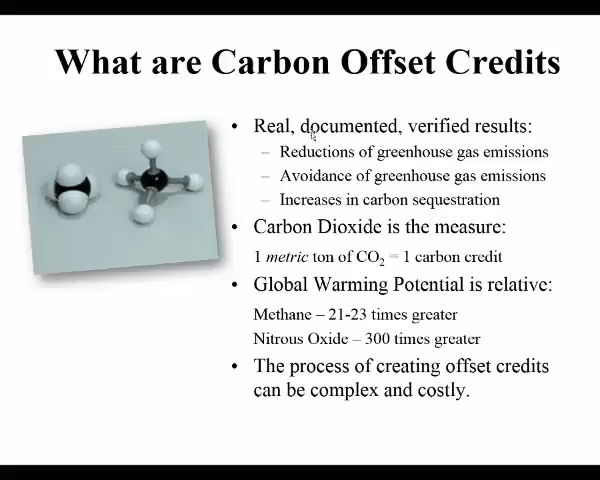 What are Carbon Offset Credits
• Real, documented, verified results:
– Reductions of greenhouse gas emissions
– Avoidance of greenhouse gas emissions
– Increases in carbon sequestration
• Carbon Dioxide is the measure:
1 metric ton of CO₂ = 1 carbon credit
• Global Warming Potential is relative:
Methane – 21-23 times greater
Nitrous Oxide – 300 times greater
• The process of creating offset credits
can be complex and costly.